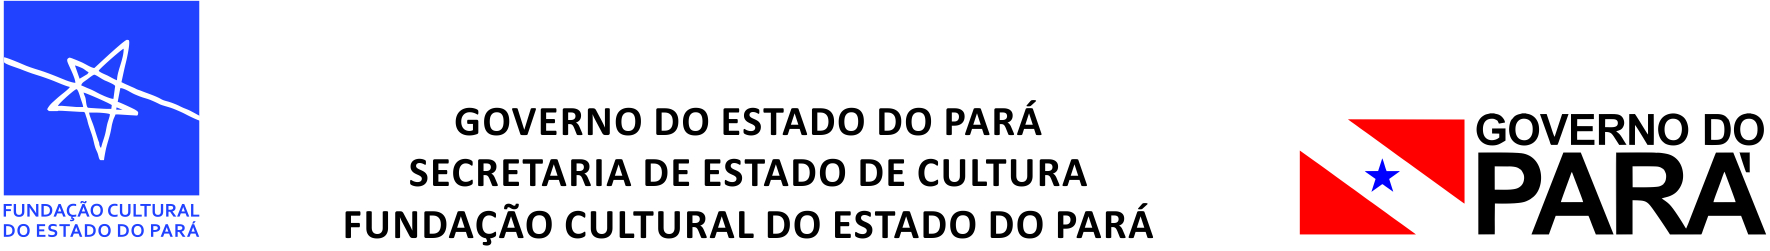 FUNDAÇÃO CULTURAL
DO ESTADO DO PARÁ
GOVERNO DO ESTADO DO PARÁ
SECRETARIA DE ESTADO DE CULTURA
FUNDAÇÃO CULTURAL DO ESTADO DO PARÁ
GOVERNO DO
PARÁ